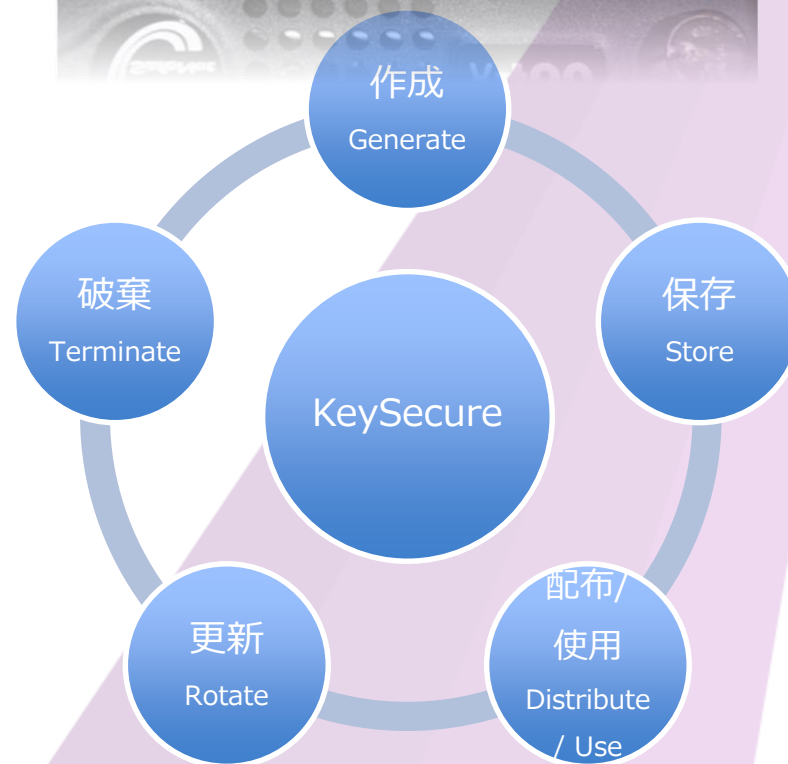 作成
Generate
保存
Store
配布/
使用
Distribute
/ Use
更新
Rotate
破棄
Terminate
KeySecure